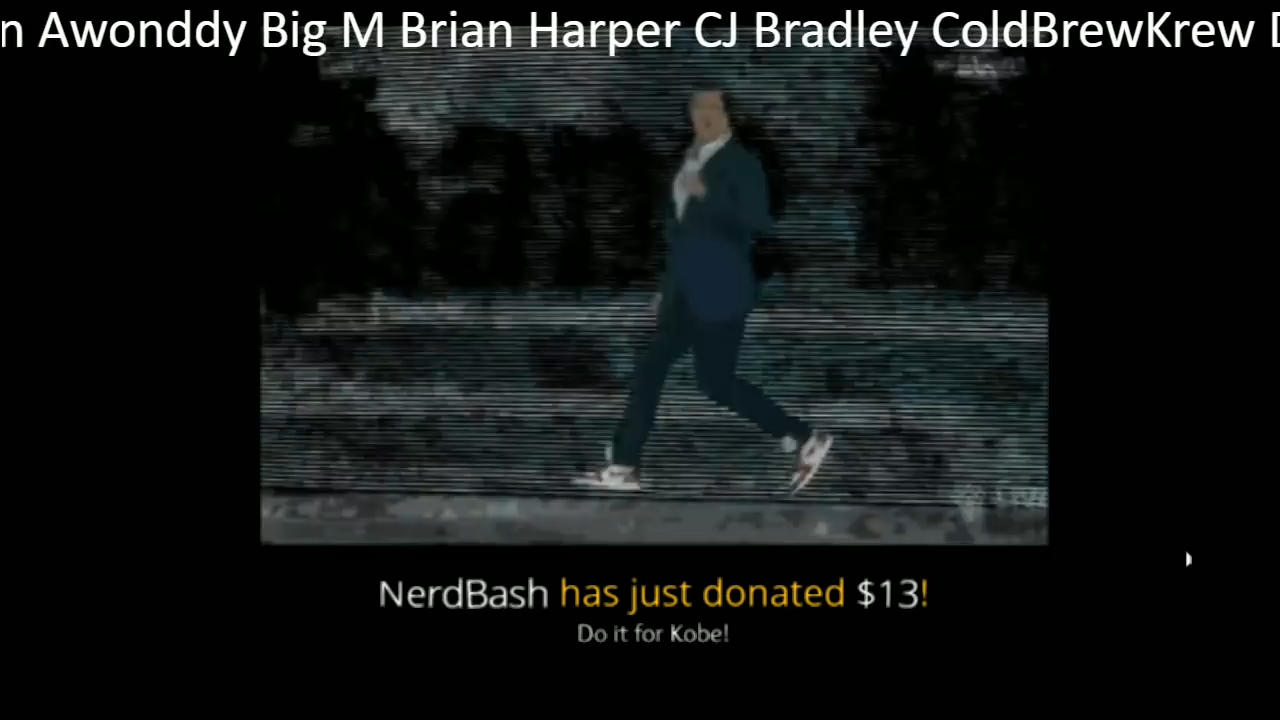 n Awonddy Big M Brian Harper CJ Bradley ColdBrewKrew D
NerdBash has just donated $13!
Do it for Kobe!